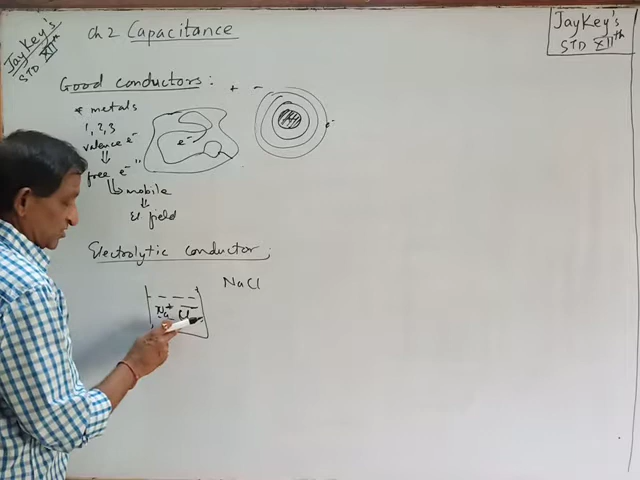 JayKey's
STD XIIth
Ch 2 Capacitance
JayKey's
STD XIIth
Good conductors:
+ -
* metals
1, 2, 3
valence e-
free e-"
mobile
El field
e-
e-
Electrolytic conductor,
NaCl
Na+ Cl-